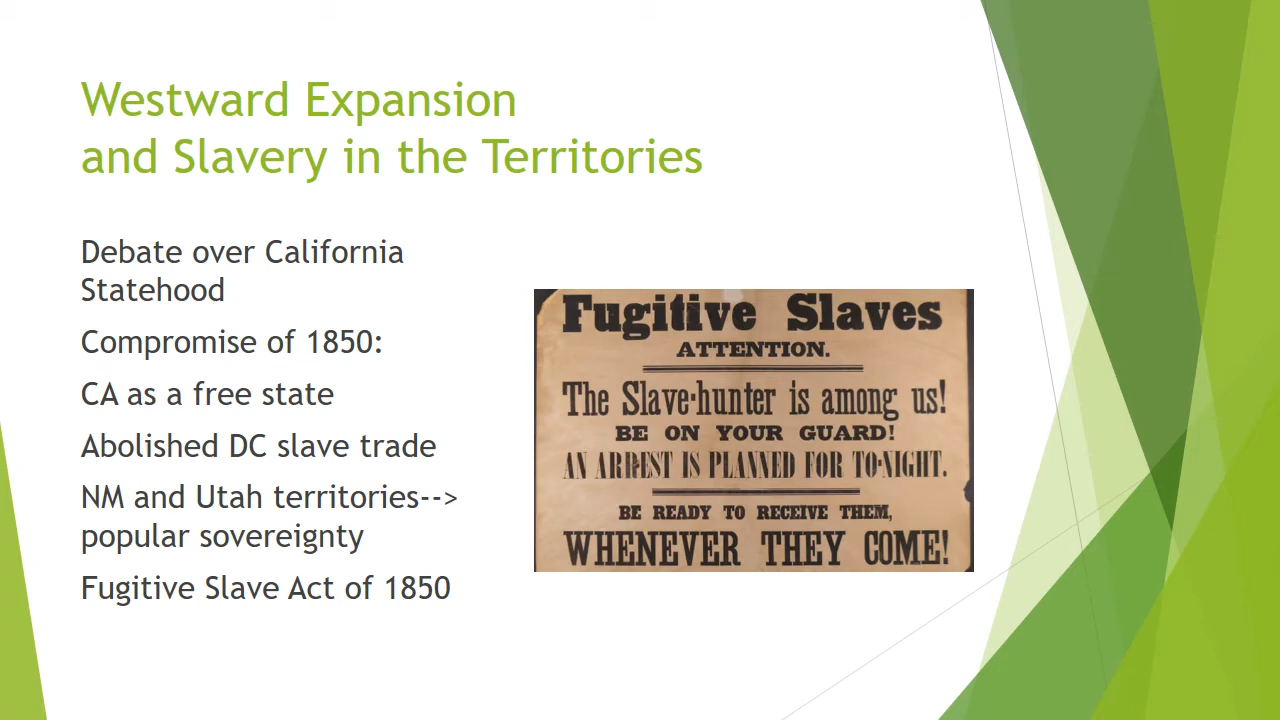 Westward Expansion
and Slavery in the Territories
Debate over California
Statehood
Compromise of 1850:
CA as a free state
Abolished DC slave trade
NM and Utah territories-->
popular sovereignty
Fugitive Slave Act of 1850
Fugitive Slaves
ATTENTION.
The Slave-hunter is among us!
BE ON YOUR GUARD!
AN ARREST IS PLANNED FOR TO-NIGHT.
BE READY TO RECEIVE THEM,
WHENEVER THEY COME!